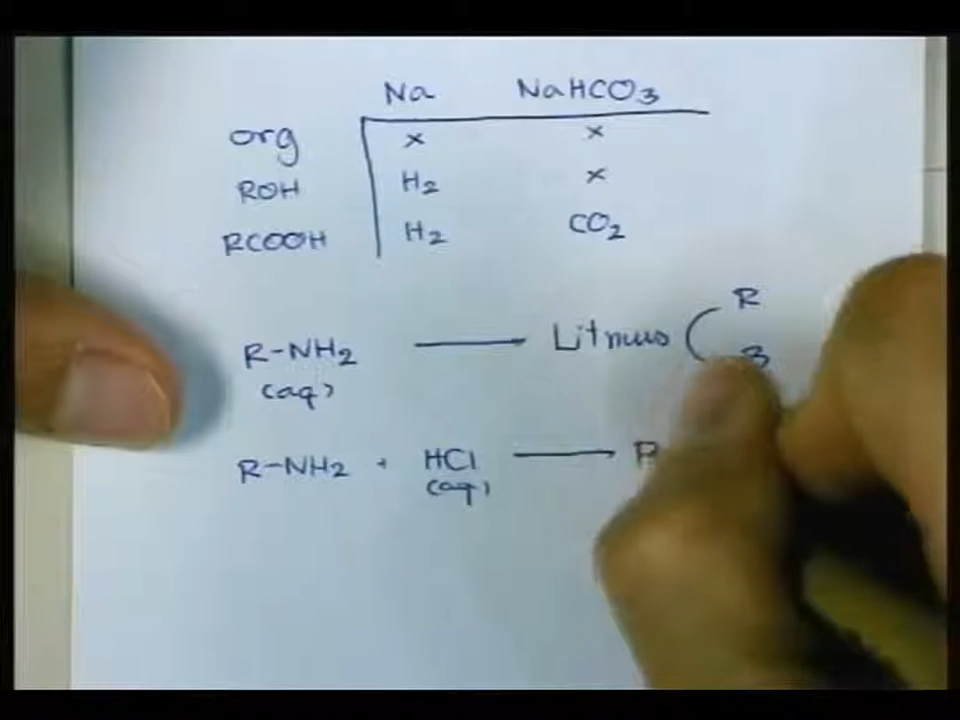 Na NaHCO3
org x x
ROH H2 x
RCOOH H2 CO2
R-NH2 → Litmus ( R
B
(aq)
R-NH2 + HCl → R
(aq)